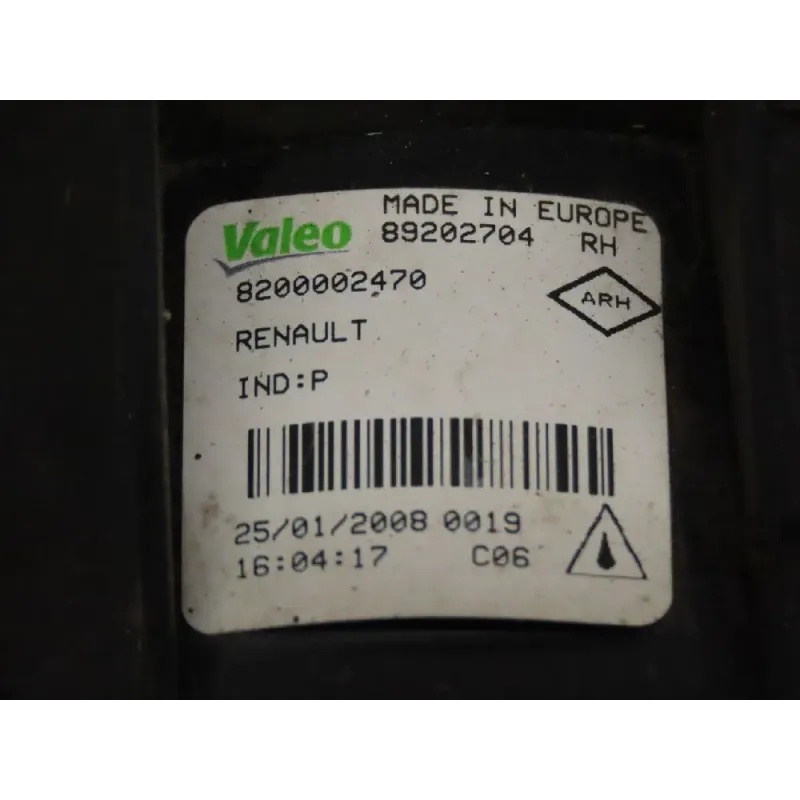 Valeo MADE IN EUROPE
89202704 RH
8200002470
ARH
RENAULT
IND:P
25/01/2008 0019
16:04:17 C06